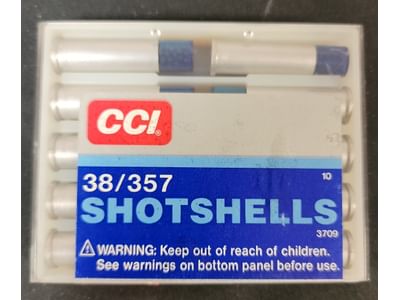 CCI
38/357
10
SHOTSHELLS
3709
⚠WARNING: Keep out of reach of children.
See warnings on bottom panel before use.